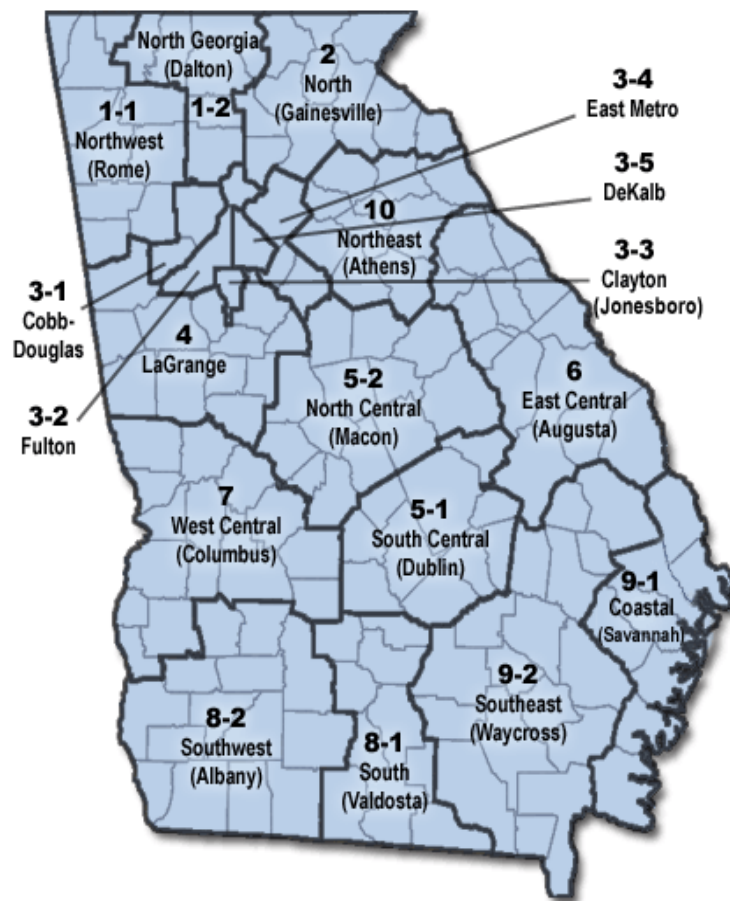 North Georgia
(Dalton)
1-2
2
North
(Gainesville)
1-1
Northwest
(Rome)
3-4
East Metro
3-5
DeKalb
10
Northeast
(Athens)
3-3
Clayton
(Jonesboro)
3-1
Cobb-
Douglas
4
LaGrange
3-2
Fulton
5-2
North Central
(Macon)
6
East Central
(Augusta)
7
West Central
(Columbus)
5-1
South Central
(Dublin)
9-1
Coastal
(Savannah)
9-2
Southeast
(Waycross)
8-2
Southwest
(Albany)
8-1
South
(Valdosta)